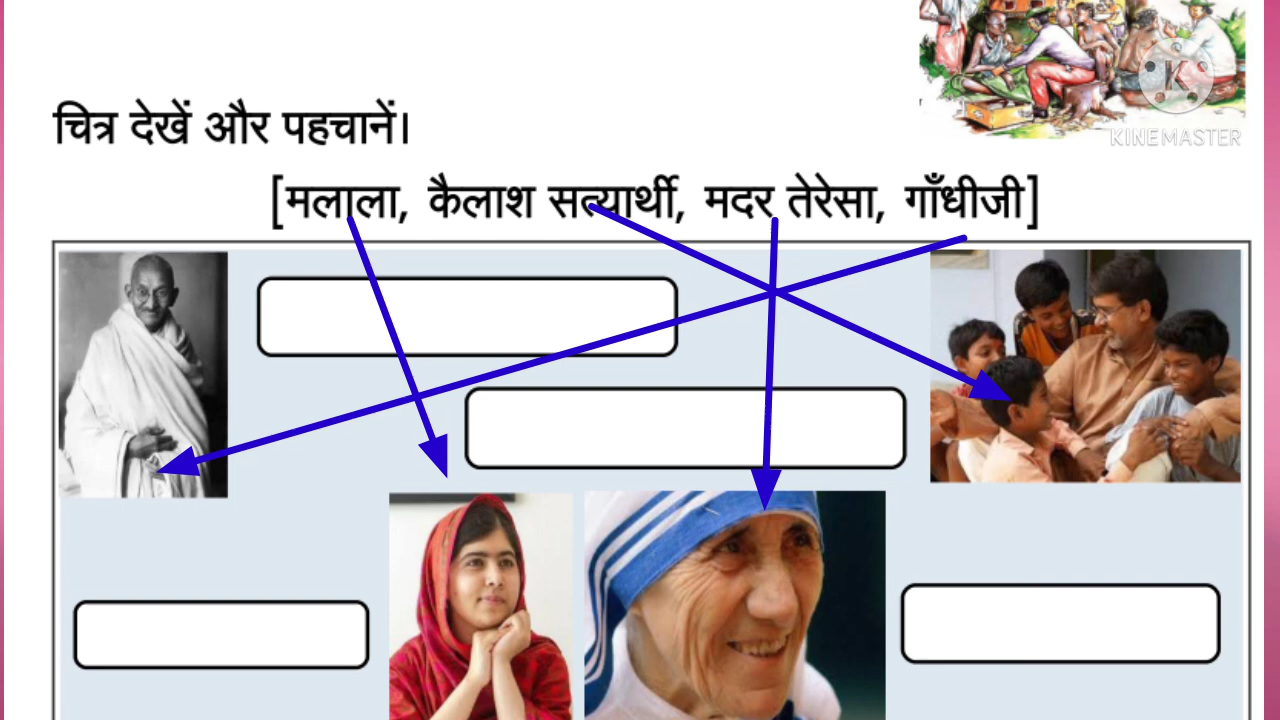 KINEMASTER
चित्र देखें और पहचानें।
[मलाला, कैलाश सत्यार्थी, मदर तेरेसा, गाँधीजी]